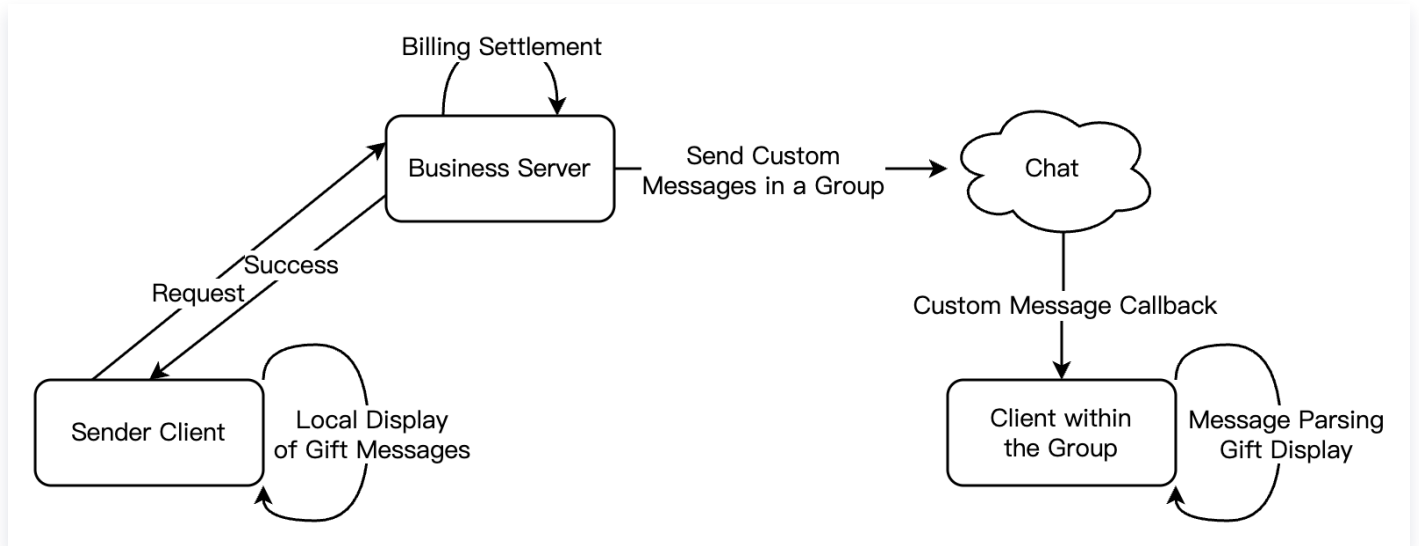 Billing Settlement
Business Server
Send Custom
Messages in a Group
Chat
Success
Request
Custom Message Callback
Sender Client
Local Display
of Gift Messages
Client within
the Group
Message Parsing
Gift Display